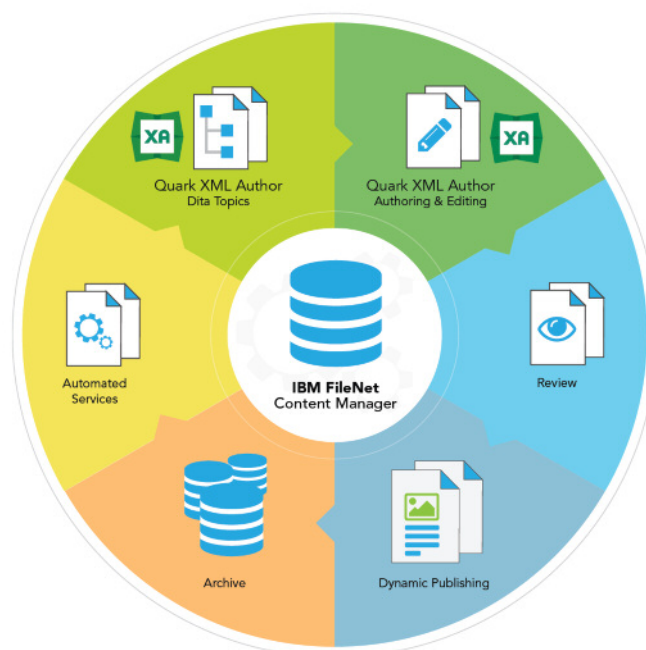 XA
Quark XML Author
Dita Topics
XA
Quark XML Author
Authoring & Editing
Automated
Services
IBM FileNet
Content Manager
Review
Archive
Dynamic Publishing